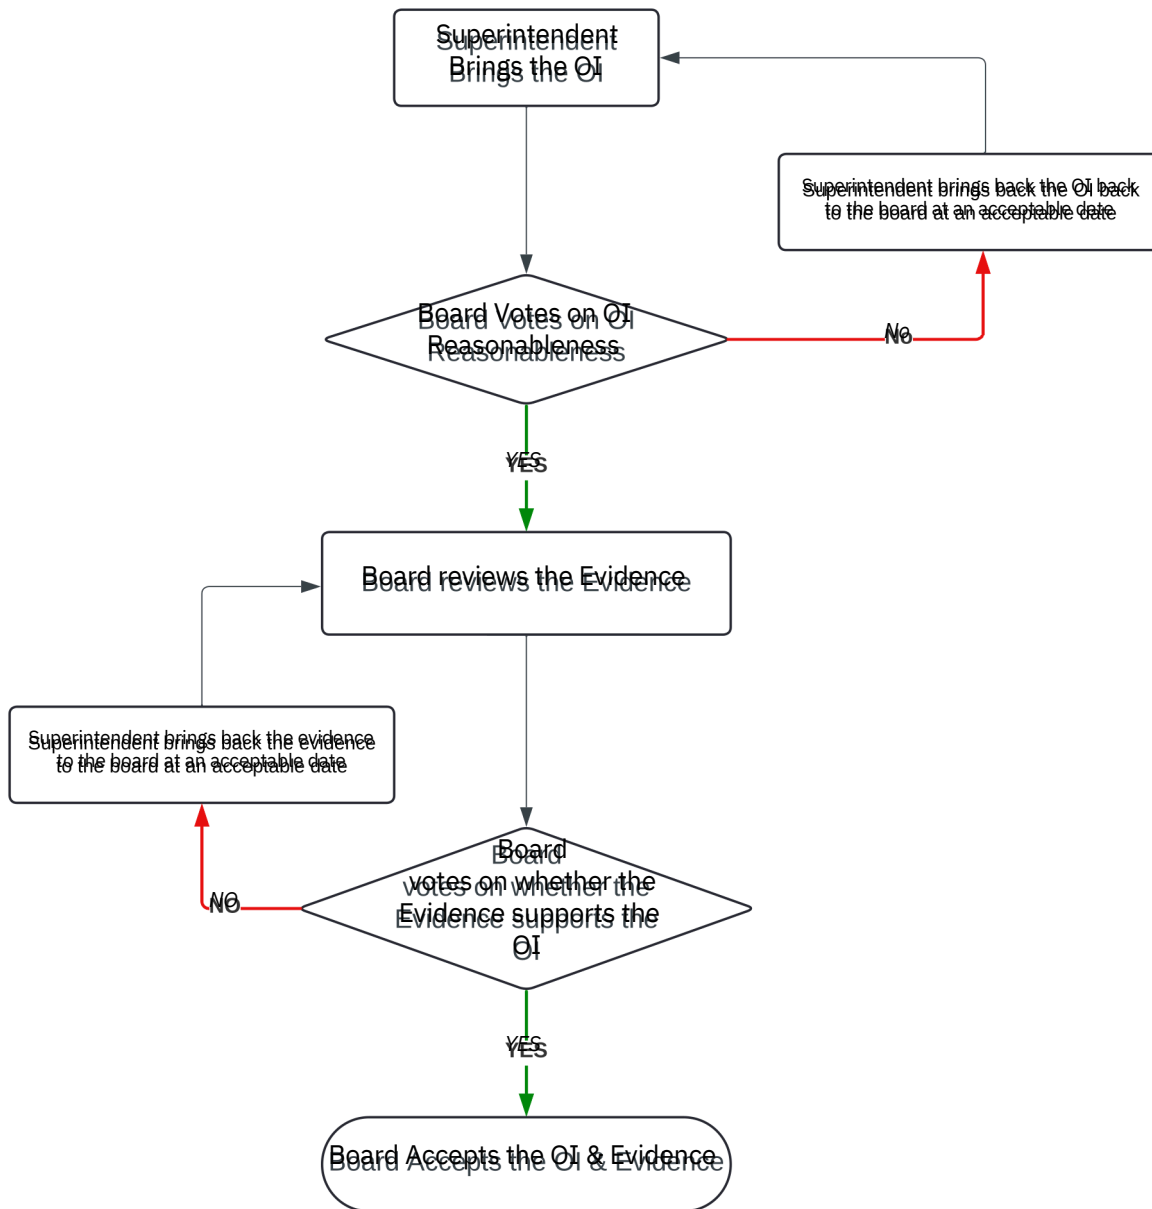 Superintendent
Brings the OI
Superintendent brings back the OI back
to the board at an acceptable date
Board Votes on OI
Reasonableness
No
YES
Board reviews the Evidence
Superintendent brings back the evidence
to the board at an acceptable date
Board
votes on whether the
Evidence supports the
OI
NO
YES
Board Accepts the OI & Evidence